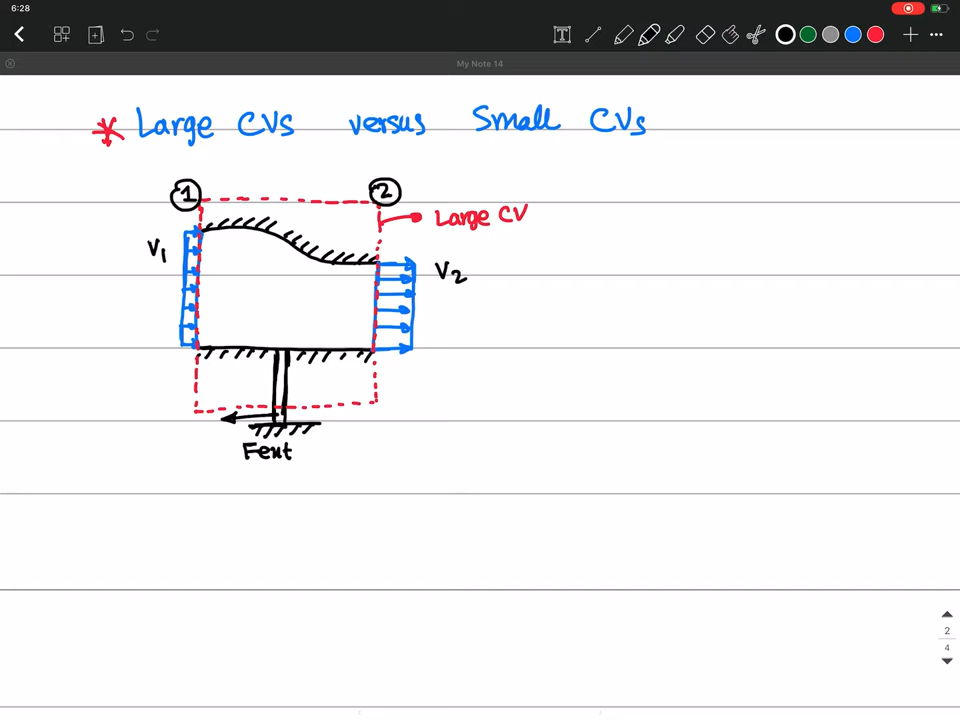 6:28
My Note 14
* Large CVs versus Small CVs
1
2
Large CV
V1
V2
Fext
2
4